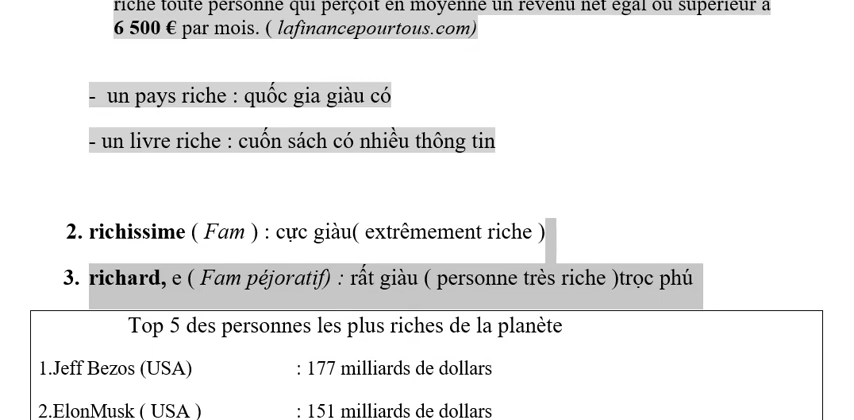 riche toute personne qui perçoit en moyenne un revenu net égal ou supérieur à
6 500 € par mois. ( lafinancepourtous.com)
- un pays riche : quốc gia giàu có
- un livre riche : cuốn sách có nhiều thông tin
2. richissime ( Fam ) : cực giàu( extrêmement riche )
3. richard, e ( Fam péjoratif) : rất giàu ( personne très riche )trọc phú
Top 5 des personnes les plus riches de la planète
1.Jeff Bezos (USA) : 177 milliards de dollars
2.ElonMusk ( USA ) : 151 milliards de dollars